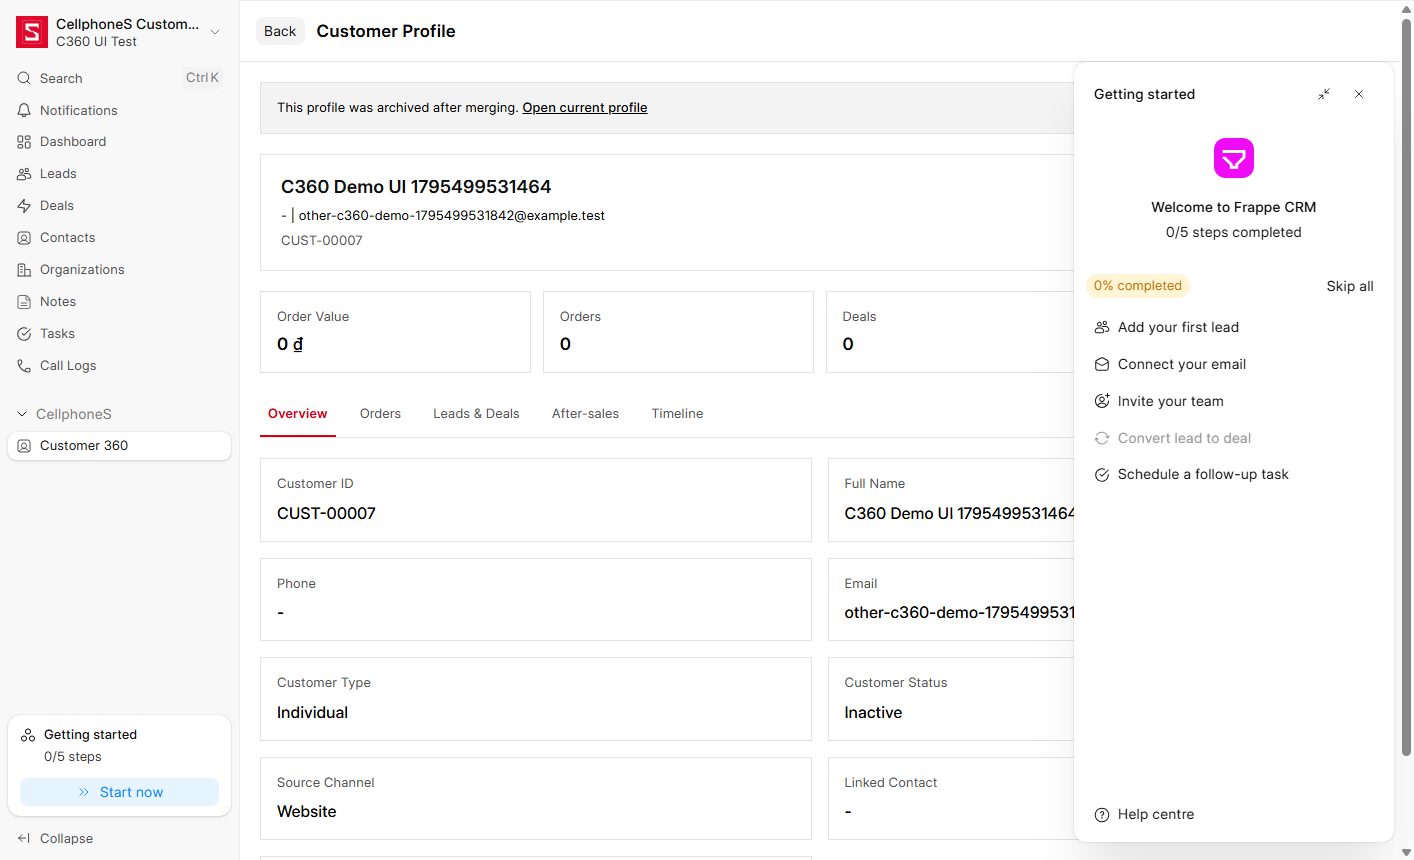 CellphoneS Custom...
C360 UI Test
Search
Ctrl K
Notifications
Dashboard
Leads
Deals
Contacts
Organizations
Notes
Tasks
Call Logs
CellphoneS
Customer 360
Getting started
0/5 steps
Start now
Collapse
Back
Customer Profile
This profile was archived after merging. Open current profile
C360 Demo UI 1795499531464
- | other-c360-demo-1795499531842@example.test
CUST-00007
Order Value
0 ₫
Orders
0
Deals
0
Overview
Orders
Leads & Deals
After-sales
Timeline
Customer ID
CUST-00007
Full Name
C360 Demo UI 1795499531464
Phone
-
Email
other-c360-demo-1795499531
Customer Type
Individual
Customer Status
Inactive
Source Channel
Website
Linked Contact
-
Getting started
Welcome to Frappe CRM
0/5 steps completed
0% completed
Skip all
Add your first lead
Connect your email
Invite your team
Convert lead to deal
Schedule a follow-up task
Help centre